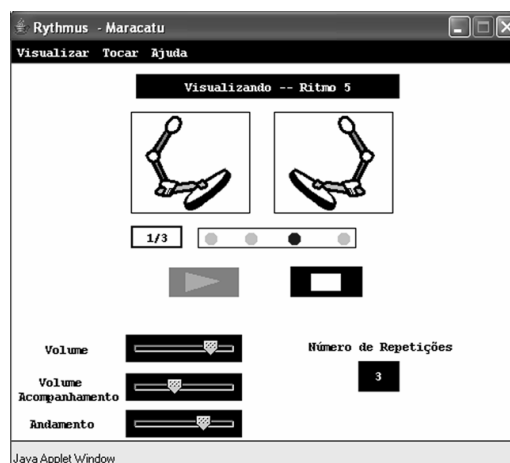 Rythmus - Maracatu
Visualizar Tocar Ajuda
Visualizando -- Ritmo 5
1/3
Volume
Número de Repetições
3
Volume
Acompanhamento
Andamento
Java Applet Window